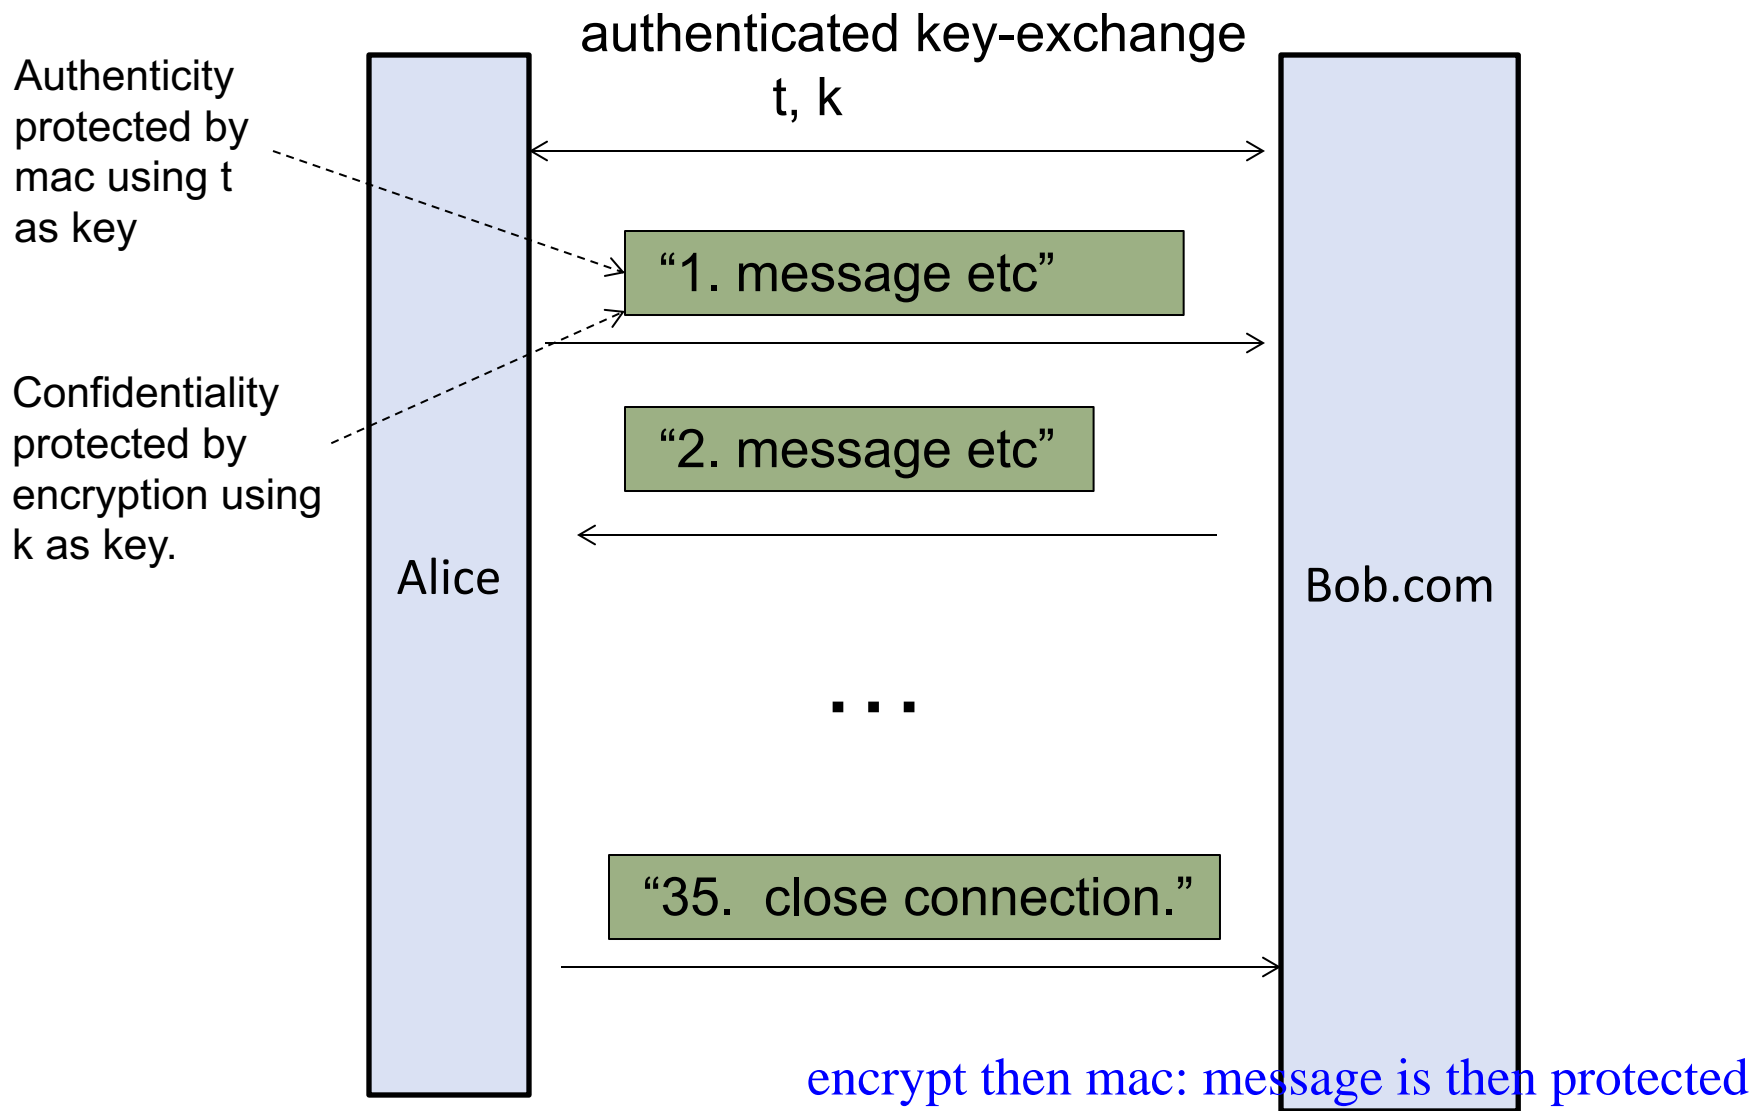 authenticated key-exchange
t, k
Authenticity
protected by
mac using t
as key
“1. message etc”
Confidentiality
protected by
encryption using
k as key.
“2. message etc”
Alice
Bob.com
...
“35.  close connection.”
encrypt then mac: message is then protected